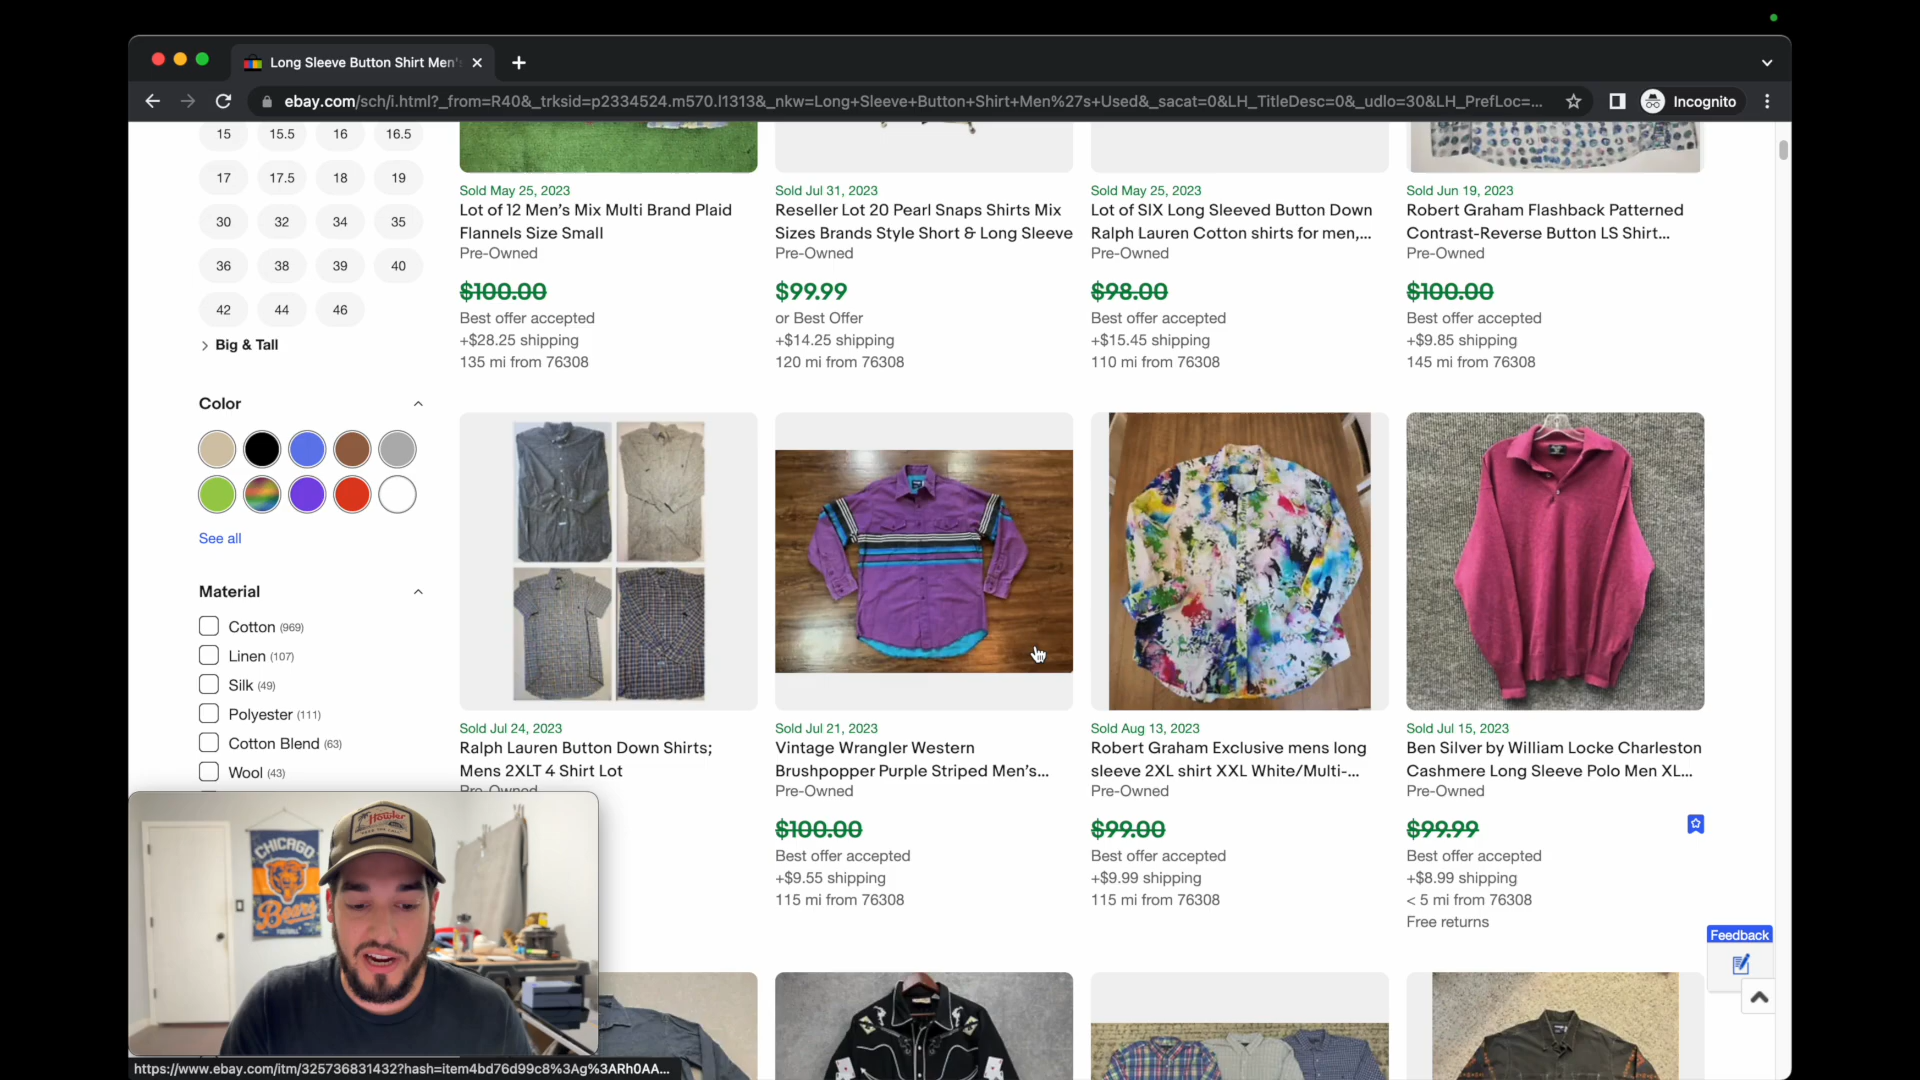 Long Sleeve Button Shirt Men'
ebay.com/sch/i.html?_from=R40&_trksid=p2334524.m570.l1313&_nkw=Long+Sleeve+Button+Shirt+Men%27s+Used&_sacat=0&LH_TitleDesc=0&_udlo=30&LH_PrefLoc=...
Incognito
15 15.5 16 16.5
17 17.5 18 19
30 32 34 35
36 38 39 40
42 44 46
Big & Tall
Color
See all
Material
Cotton (969)
Linen (107)
Silk (49)
Polyester (111)
Cotton Blend (63)
Wool (43)
Sold May 25, 2023
Lot of 12 Men's Mix Multi Brand Plaid
Flannels Size Small
Pre-Owned
$100.00
Best offer accepted
+$28.25 shipping
135 mi from 76308
Sold Jul 31, 2023
Reseller Lot 20 Pearl Snaps Shirts Mix
Sizes Brands Style Short & Long Sleeve
Pre-Owned
$99.99
or Best Offer
+$14.25 shipping
120 mi from 76308
Sold May 25, 2023
Lot of SIX Long Sleeved Button Down
Ralph Lauren Cotton shirts for men,...
Pre-Owned
$98.00
Best offer accepted
+$15.45 shipping
110 mi from 76308
Sold Jun 19, 2023
Robert Graham Flashback Patterned
Contrast-Reverse Button LS Shirt...
Pre-Owned
$100.00
Best offer accepted
+$9.85 shipping
145 mi from 76308
Sold Jul 24, 2023
Ralph Lauren Button Down Shirts;
Mens 2XLT 4 Shirt Lot
Pre-Owned
Sold Jul 21, 2023
Vintage Wrangler Western
Brushpopper Purple Striped Men's...
Pre-Owned
$100.00
Best offer accepted
+$9.55 shipping
115 mi from 76308
Sold Aug 13, 2023
Robert Graham Exclusive mens long
sleeve 2XL shirt XXL White/Multi-...
Pre-Owned
$99.00
Best offer accepted
+$9.99 shipping
115 mi from 76308
Sold Jul 15, 2023
Ben Silver by William Locke Charleston
Cashmere Long Sleeve Polo Men XL...
Pre-Owned
$99.99
Best offer accepted
+$8.99 shipping
< 5 mi from 76308
Free returns
Feedback
CHICAGO
Bears
FOOTBALL
Howler
https://www.ebay.com/itm/325736831432?hash=item4bd76d99c8%3Ag%3ARh0AA...